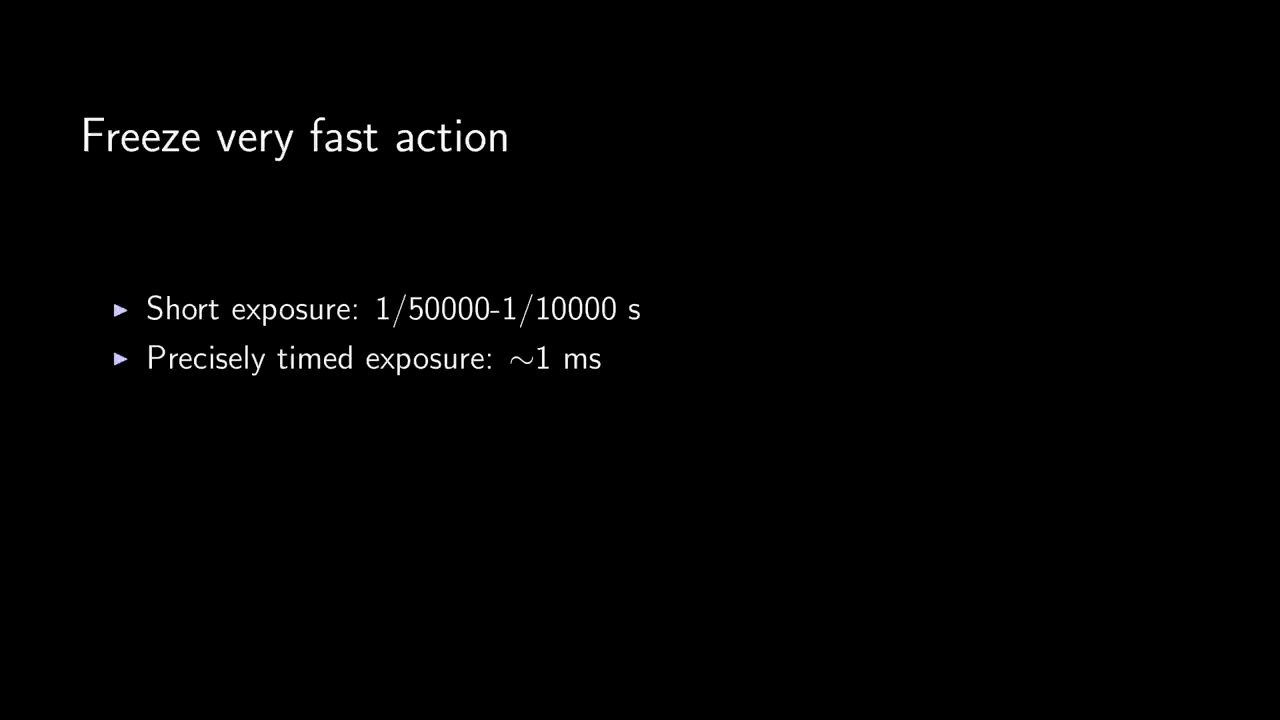 Freeze very fast action
▶ Short exposure: 1/50000-1/10000 s
▶ Precisely timed exposure: ∼1 ms